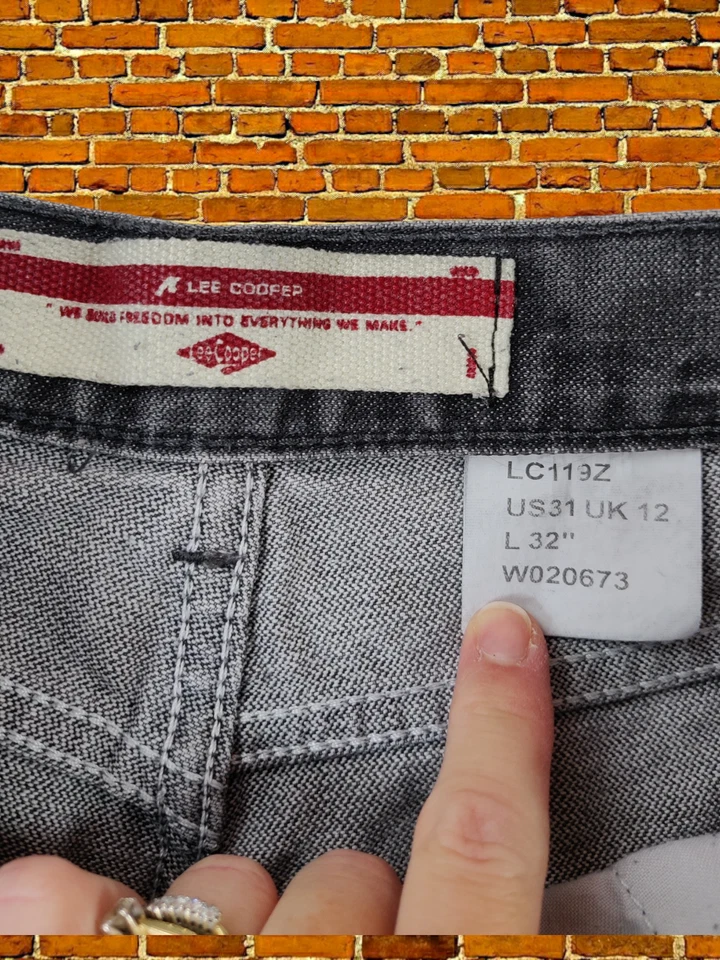 LEE COOPER
" WE BUILD FREEDOM INTO EVERYTHING WE MAKE. "
Lee Cooper
LC119Z
US31 UK 12
L 32"
W020673